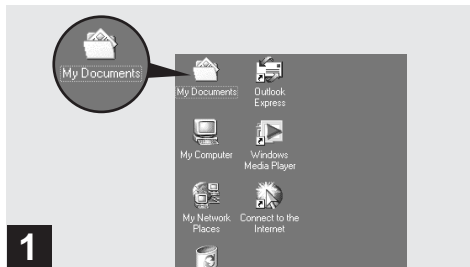 My Documents
My Documents
Outlook
Express
My Computer
Windows
Media Player
My Network
Places
Connect to the
Internet
1